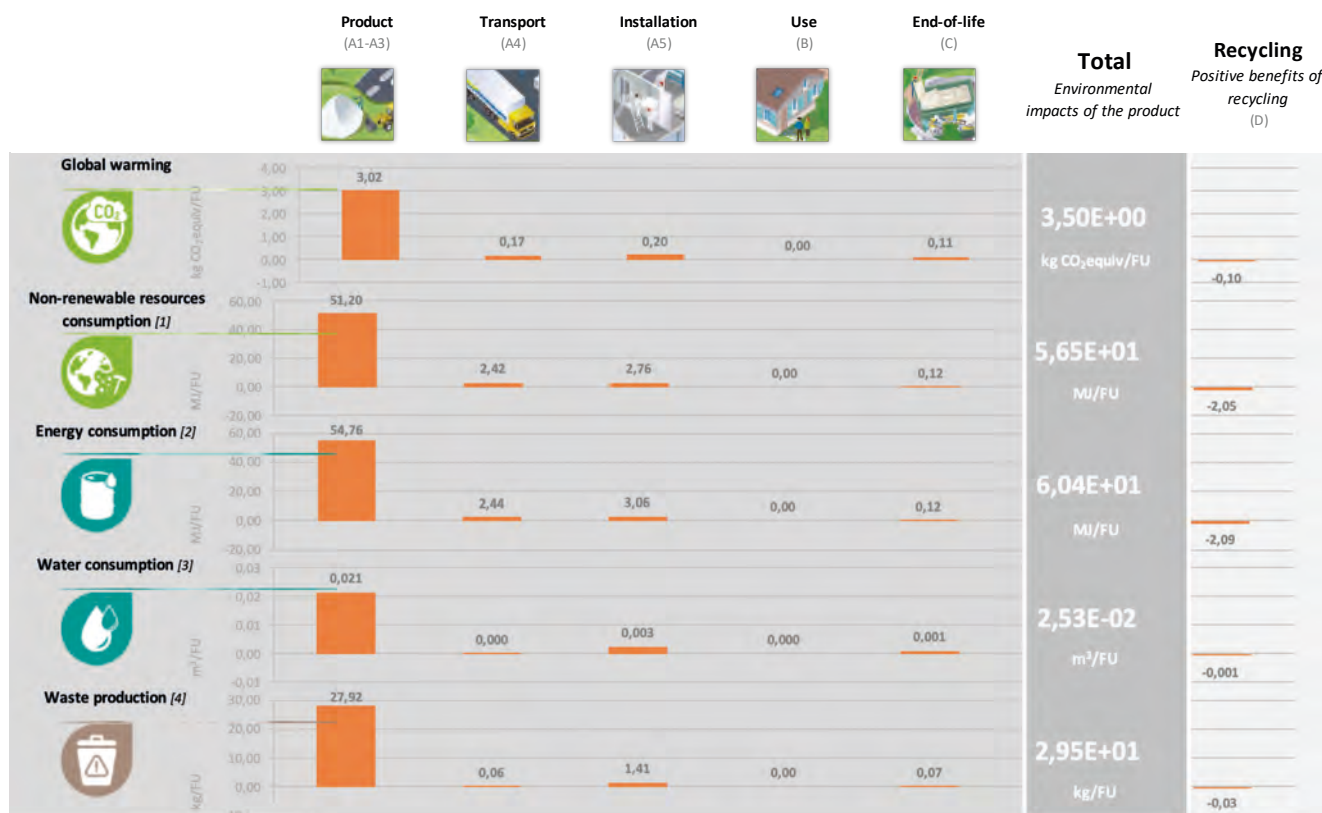 Product
(A1-A3)
Transport
(A4)
Installation
(A5)
Use
(B)
End-of-life
(C)
Total
Environmental
impacts of the product
Recycling
Positive benefits of
recycling
(D)
Global warming
CO₂
kg CO₂equiv/FU
4,00
3,00
2,00
1,00
0,00
-1,00
3,02
0,17
0,20
0,00
0,11
3,50E+00
kg CO₂equiv/FU
-0,10
Non-renewable resources
consumption [1]
MJ/FU
60,00
40,00
20,00
0,00
-20,00
51,20
2,42
2,76
0,00
0,12
5,65E+01
MJ/FU
-2,05
Energy consumption [2]
MJ/FU
60,00
40,00
20,00
0,00
-20,00
54,76
2,44
3,06
0,00
0,12
6,04E+01
MJ/FU
-2,09
Water consumption [3]
m³/FU
0,03
0,02
0,01
0,00
-0,01
0,021
0,000
0,003
0,000
0,001
2,53E-02
m³/FU
-0,001
Waste production [4]
kg/FU
30,00
20,00
10,00
0,00
27,92
0,06
1,41
0,00
0,07
2,95E+01
kg/FU
-0,03